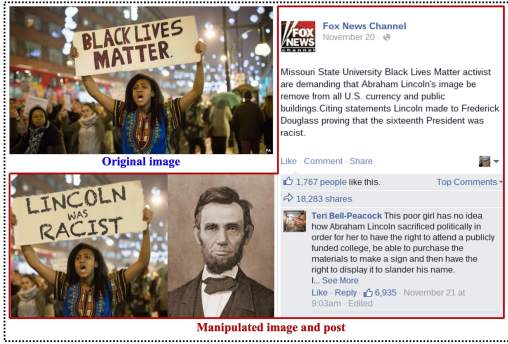 BLACK LIVES
MATTER.
PA
Original image
LINCOLN
WAS
RACIST
FOX
NEWS
channel
Fox News Channel
November 20 ·
Missouri State University Black Lives Matter activist
are demanding that Abraham Lincoln's image be
remove from all U.S. currency and public
buildings.Citing statements Lincoln made to Frederick
Douglass proving that the sixteenth President was
racist.
Like · Comment · Share
1,767 people like this.
Top Comments
18,283 shares
Teri Bell-Peacock This poor girl has no idea
how Abraham Lincoln sacrificed politically in
order for her to have the right to attend a publicly
funded college, be able to purchase the
materials to make a sign and then have the
right to display it to slander his name.
I... See More
Like · Reply · 6,935 · November 21 at
9:03am · Edited
Manipulated image and post